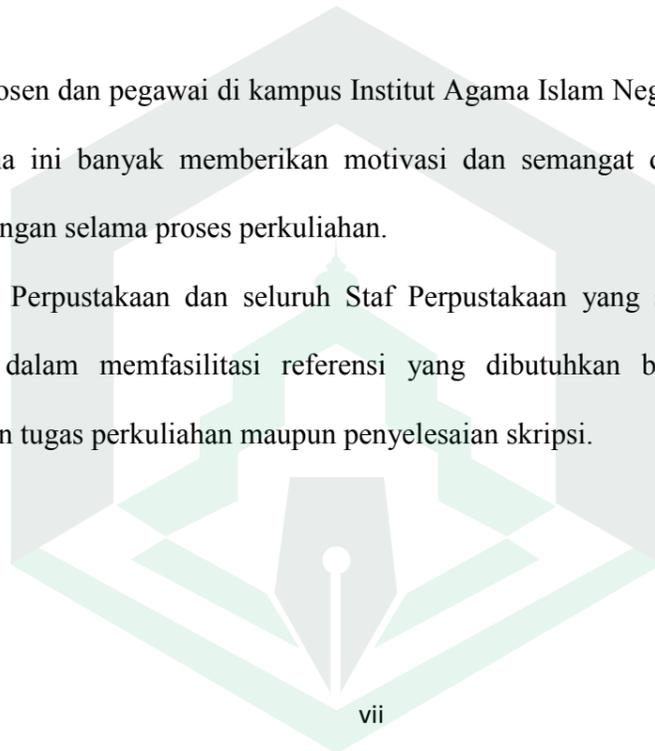 osen dan pegawai di kampus Institut Agama Islam Neg
a ini banyak memberikan motivasi dan semangat
ngan selama proses perkuliahan.
Perpustakaan dan seluruh Staf Perpustakaan yang
dalam memfasilitasi referensi yang dibutuhkan b
n tugas perkuliahan maupun penyelesaian skripsi.
vii